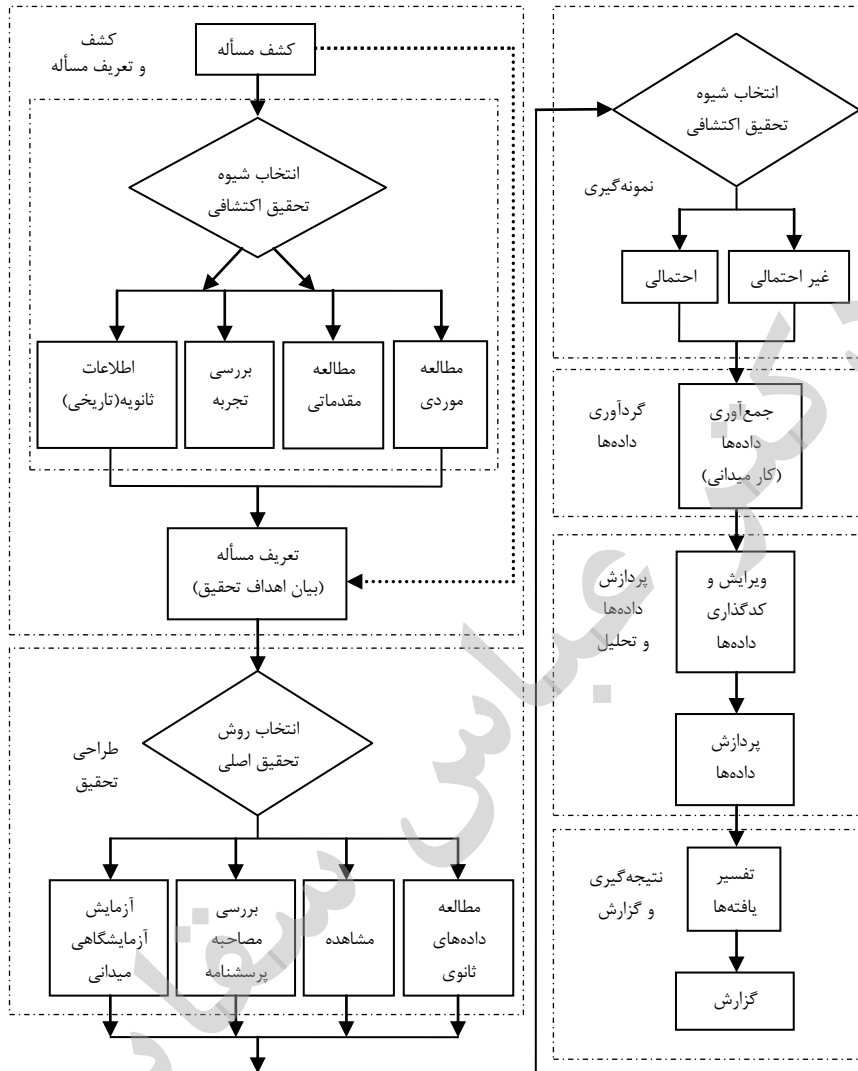 کشف
و تعریف مسأله
کشف مسأله
انتخاب شیوه
تحقیق اکتشافی
مطالعه
موردی
مطالعه
مقدماتی
بررسی
تجربه
اطلاعات
ثانویه(تاریخی)
تعریف مسأله
(بیان اهداف تحقیق)
طراحی
تحقیق
انتخاب روش
تحقیق اصلی
مطالعه
داده‌های
ثانوی
مشاهده
بررسی
مصاحبه
پرسشنامه
آزمایش
آزمایشگاهی
میدانی
انتخاب شیوه
تحقیق اکتشافی
نمونه‌گیری
غیر احتمالی
احتمالی
گردآوری
داده‌ها
جمع‌آوری
داده‌ها
(کار میدانی)
پردازش
داده‌ها
و تحلیل
ویرایش و
کدگذاری
داده‌ها
پردازش
داده‌ها
نتیجه‌گیری
و گزارش
تفسیر
یافته‌ها
گزارش